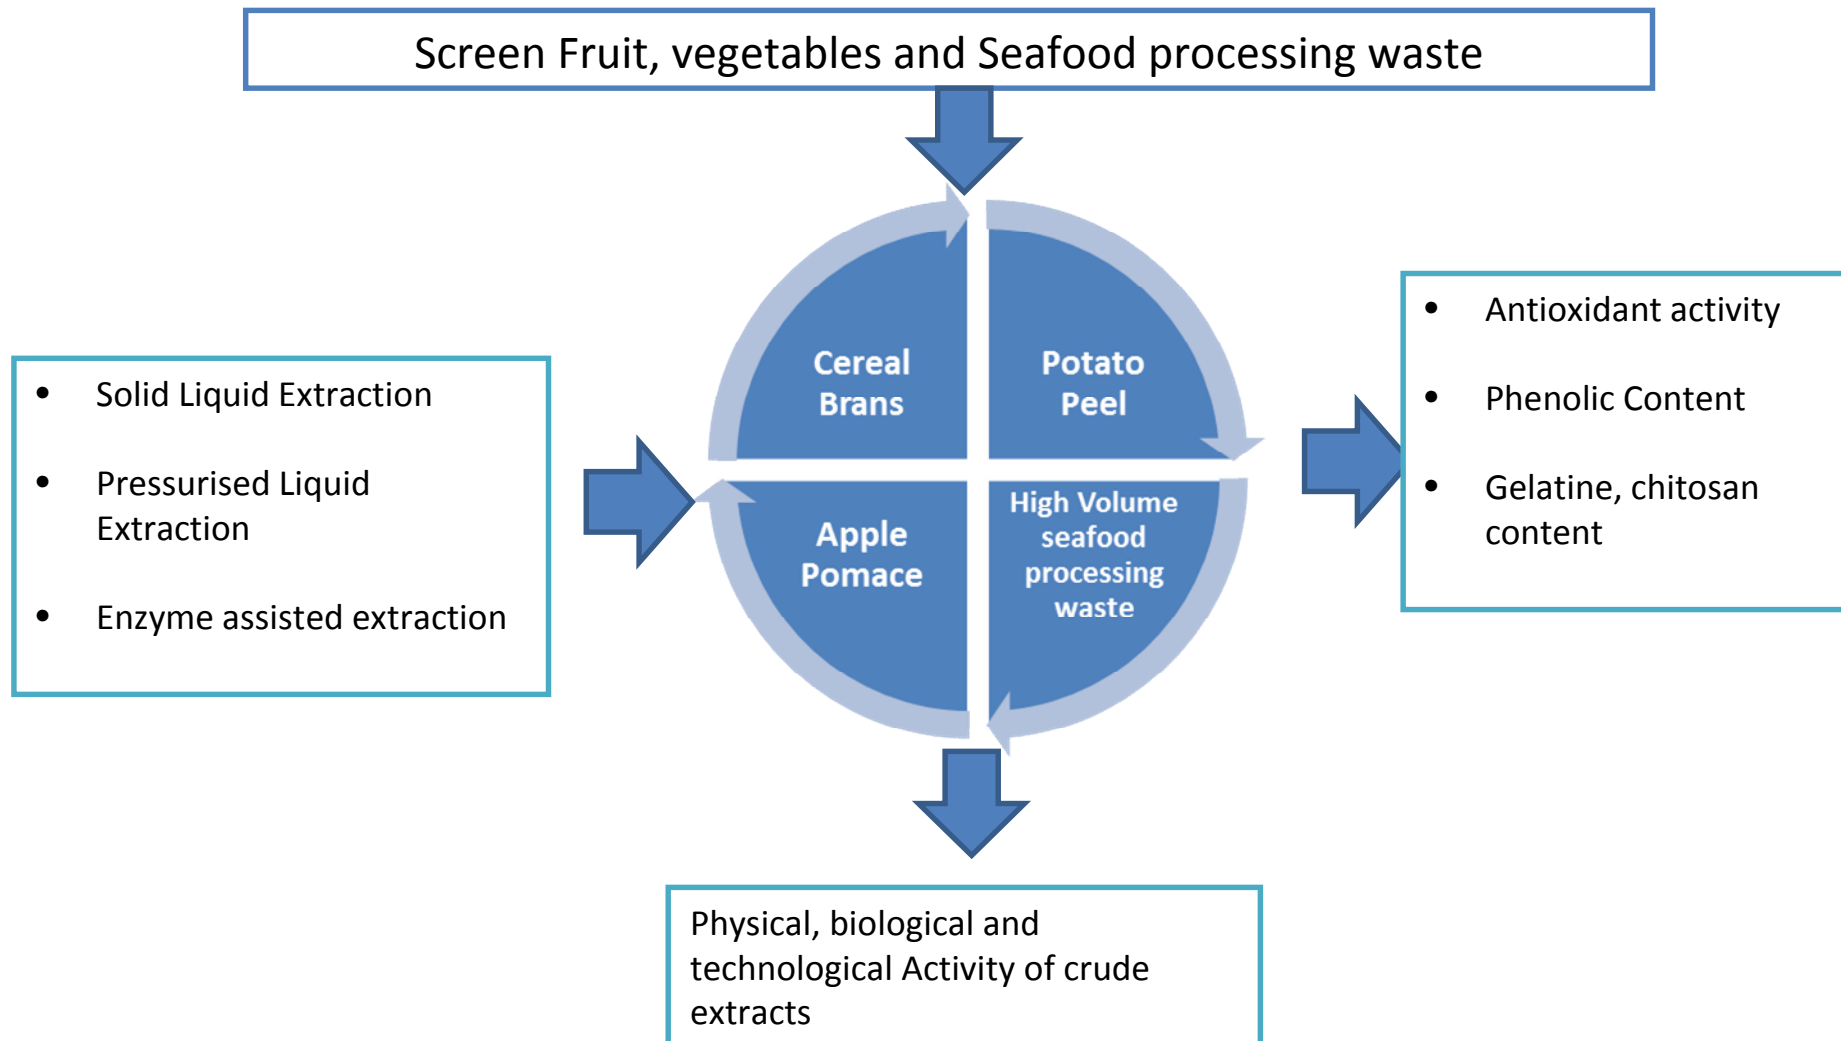 Screen Fruit, vegetables and Seafood processing waste
• Solid Liquid Extraction
• Pressurised Liquid
Extraction
• Enzyme assisted extraction
Cereal
Brans
Potato
Peel
Apple
Pomace
High Volume
seafood
processing
waste
• Antioxidant activity
• Phenolic Content
• Gelatine, chitosan
content
Physical, biological and
technological Activity of crude
extracts